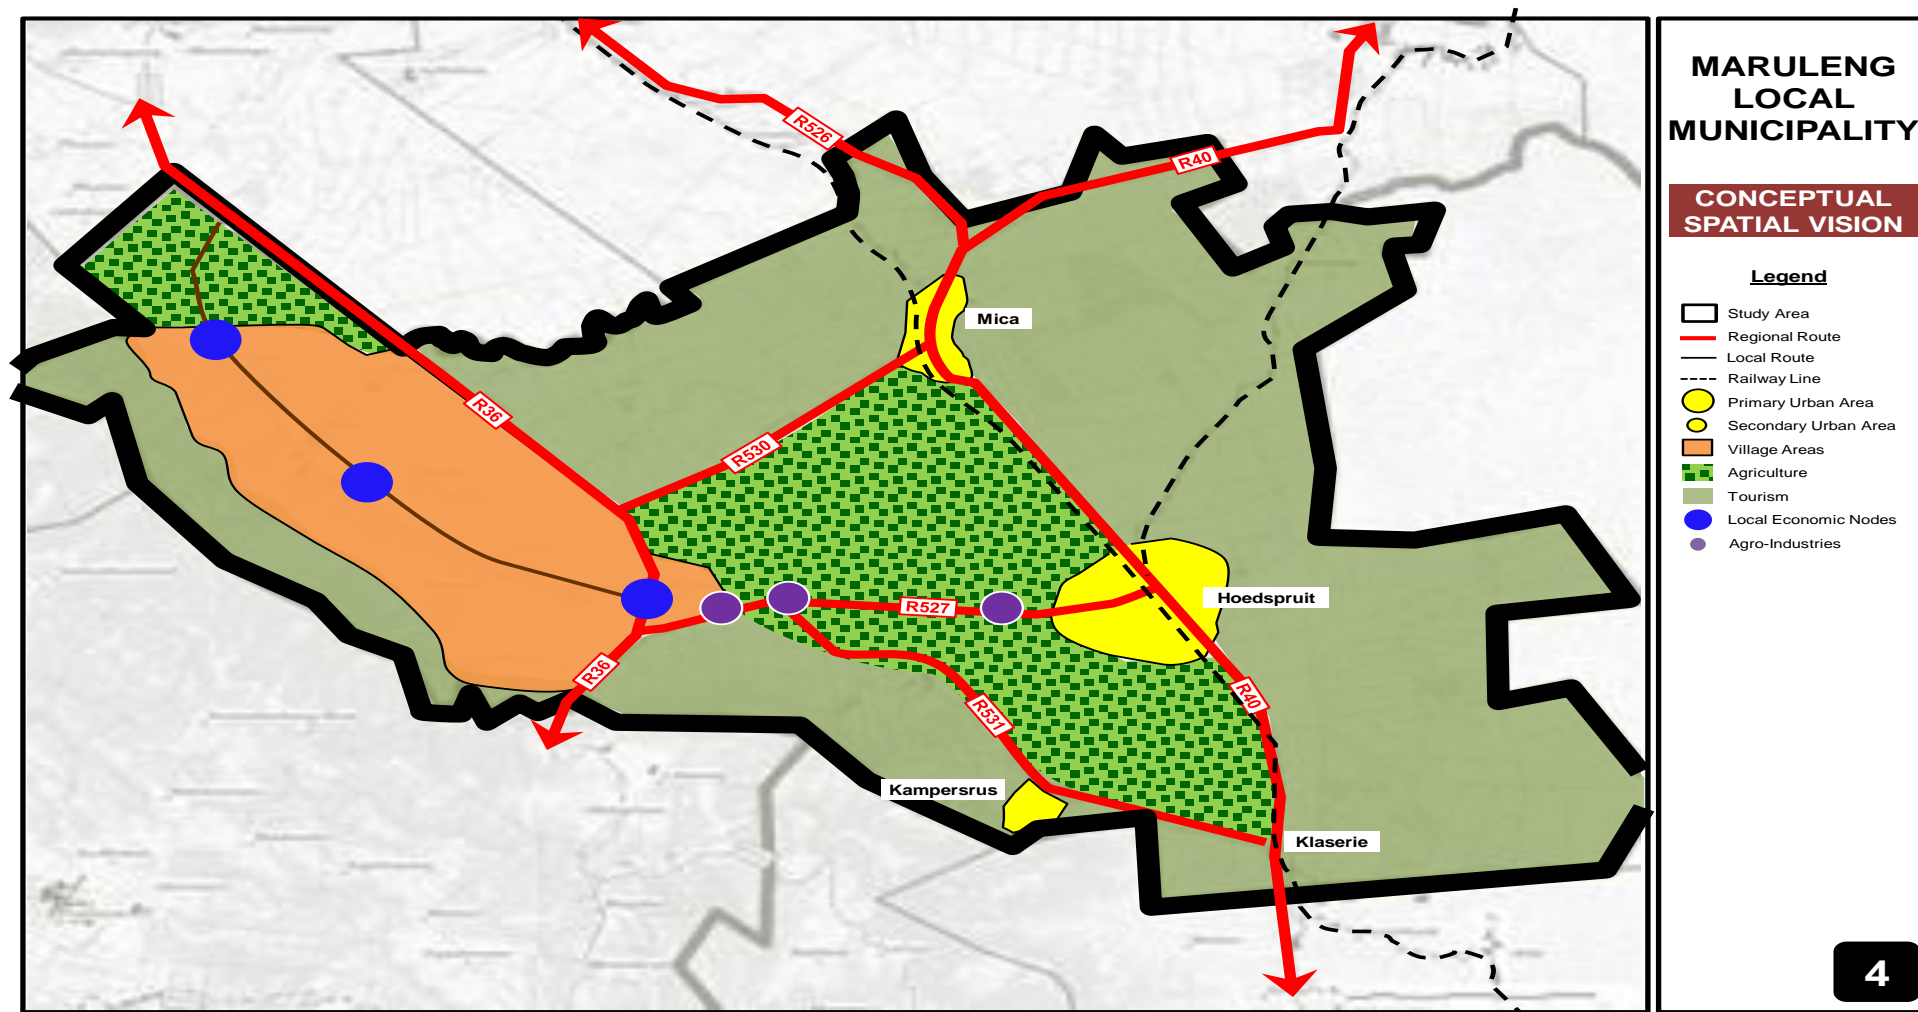 MARULENG
LOCAL
MUNICIPALITY
CONCEPTUAL
SPATIAL VISION
Legend
Study Area
Regional Route
Local Route
Railway Line
Primary Urban Area
Secondary Urban Area
Village Areas
Agriculture
Tourism
Local Economic Nodes
Agro-Industries
4
R526
R40
Mica
R36
R530
Hoedspruit
R527
R36
R40
R531
Kampersrus
Klaserie